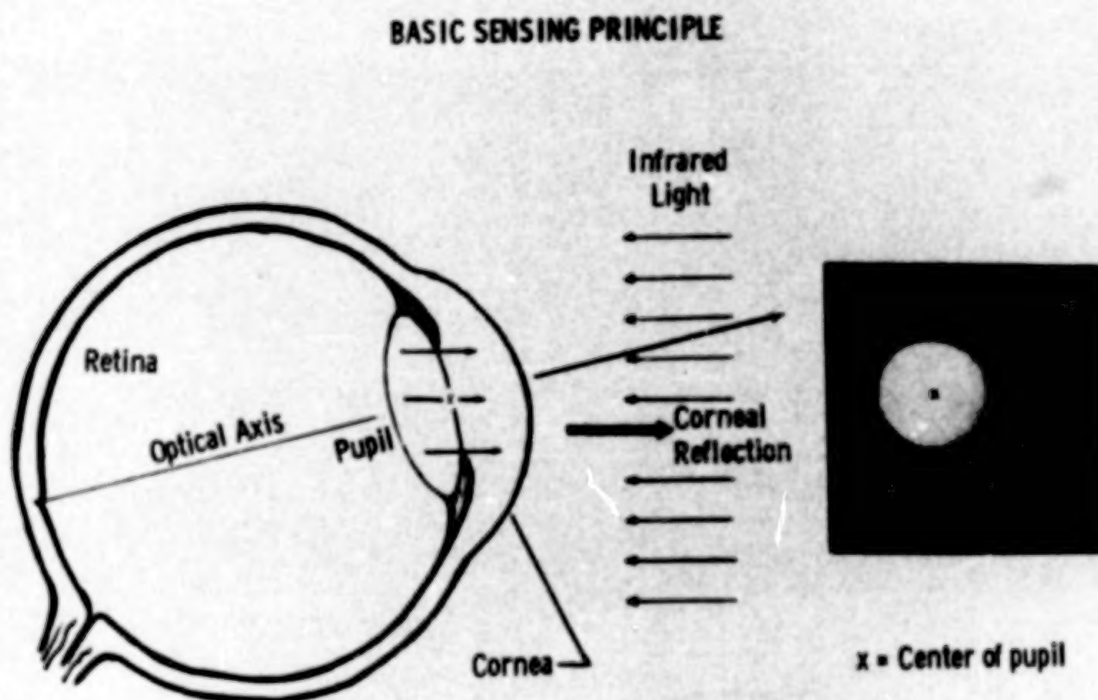 BASIC SENSING PRINCIPLE
Infrared
Light
Retina
Optical Axis
Pupil
x
Corneal
Reflection
x
Cornea
x = Center of pupil